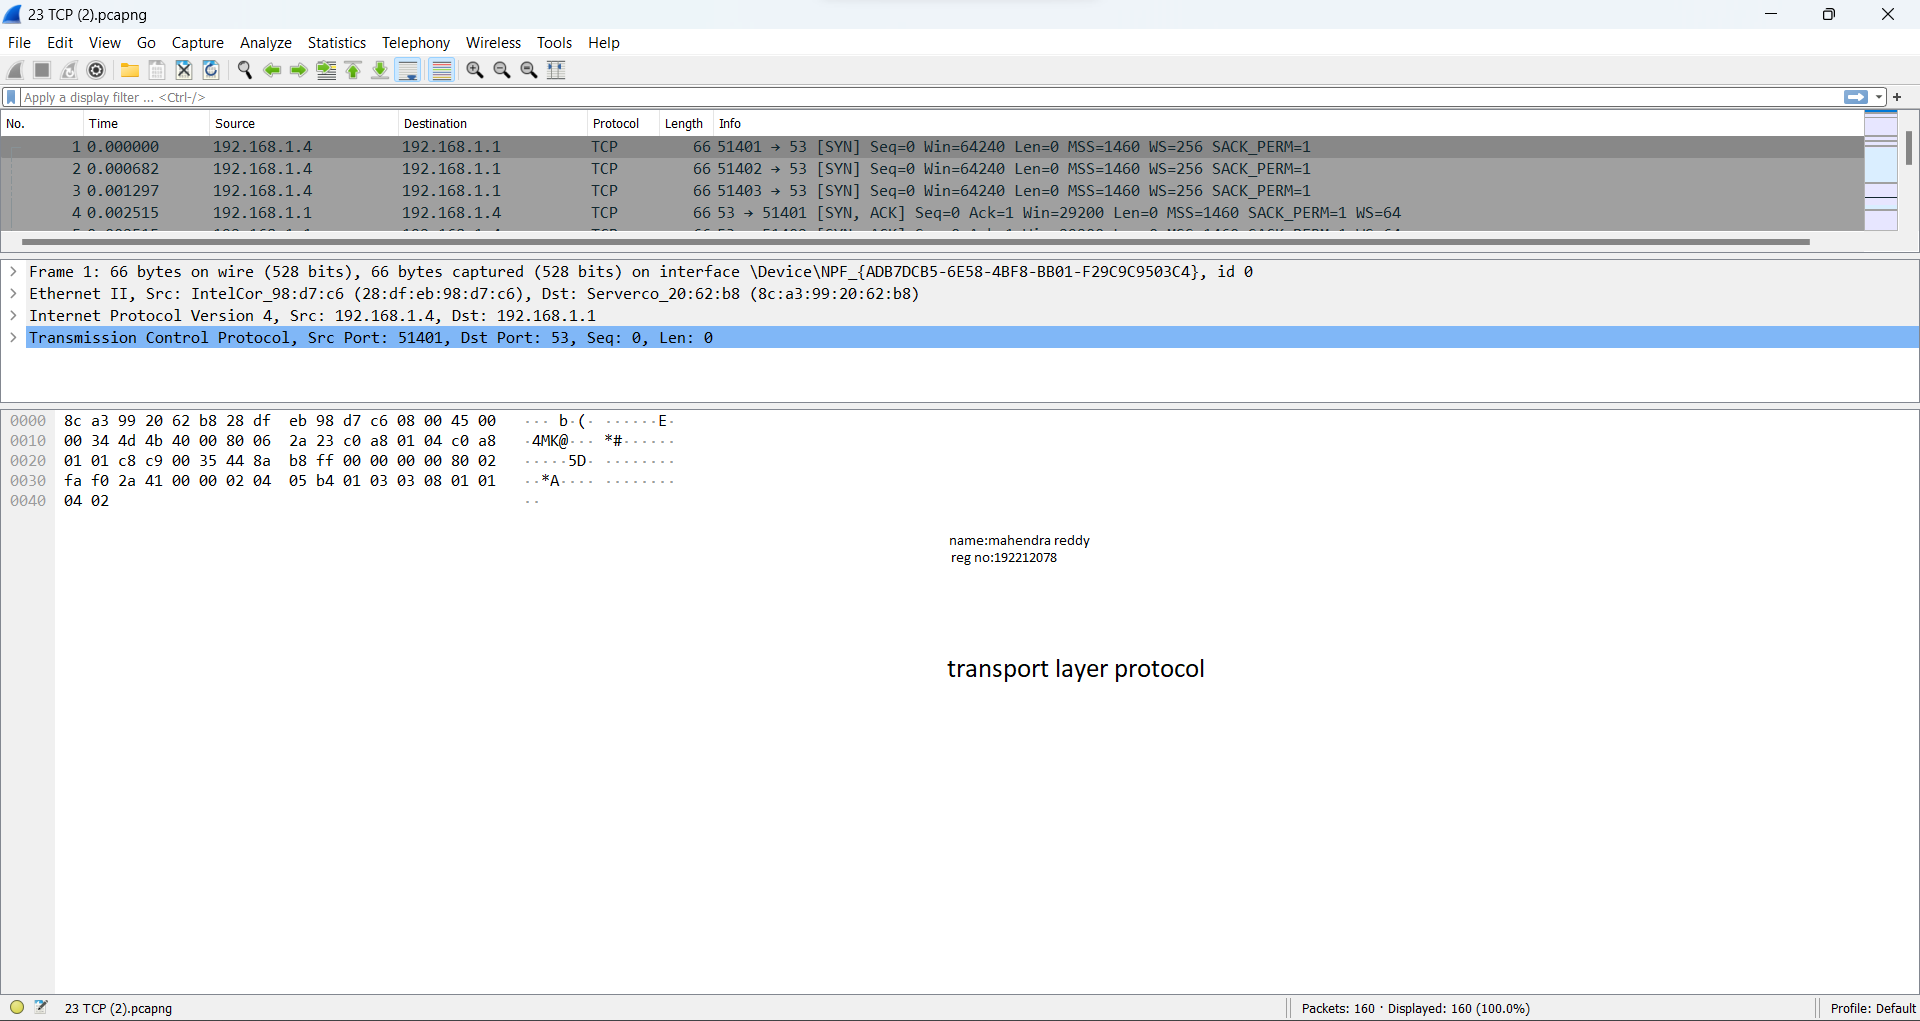 23 TCP (2).pcapng
File Edit View Go Capture Analyze Statistics Telephony Wireless Tools Help
Apply a display filter ... <Ctrl-/>
No. Time Source Destination Protocol Length Info
1 0.000000 192.168.1.4 192.168.1.1 TCP 66 51401 → 53 [SYN] Seq=0 Win=64240 Len=0 MSS=1460 WS=256 SACK_PERM=1
2 0.000682 192.168.1.4 192.168.1.1 TCP 66 51402 → 53 [SYN] Seq=0 Win=64240 Len=0 MSS=1460 WS=256 SACK_PERM=1
3 0.001297 192.168.1.4 192.168.1.1 TCP 66 51403 → 53 [SYN] Seq=0 Win=64240 Len=0 MSS=1460 WS=256 SACK_PERM=1
4 0.002515 192.168.1.1 192.168.1.4 TCP 66 53 → 51401 [SYN, ACK] Seq=0 Ack=1 Win=29200 Len=0 MSS=1460 SACK_PERM=1 WS=64
Frame 1: 66 bytes on wire (528 bits), 66 bytes captured (528 bits) on interface \Device\NPF_{ADB7DCB5-6E58-4BF8-BB01-F29C9C9503C4}, id 0
Ethernet II, Src: IntelCor_98:d7:c6 (28:df:eb:98:d7:c6), Dst: Serverco_20:62:b8 (8c:a3:99:20:62:b8)
Internet Protocol Version 4, Src: 192.168.1.4, Dst: 192.168.1.1
Transmission Control Protocol, Src Port: 51401, Dst Port: 53, Seq: 0, Len: 0
0000 8c a3 99 20 62 b8 28 df eb 98 d7 c6 08 00 45 00 ··· b·(· ······E·
0010 00 34 4d 4b 40 00 80 06 2a 23 c0 a8 01 04 c0 a8 ·4MK@··· *#······
0020 01 01 c8 c9 00 35 44 8a b8 ff 00 00 00 00 80 02 ·····5D· ········
0030 fa f0 2a 41 00 00 02 04 05 b4 01 03 03 08 01 01 ··*A···· ········
0040 04 02 ··
name:mahendra reddy
reg no:192212078
transport layer protocol
23 TCP (2).pcapng Packets: 160 · Displayed: 160 (100.0%) Profile: Default